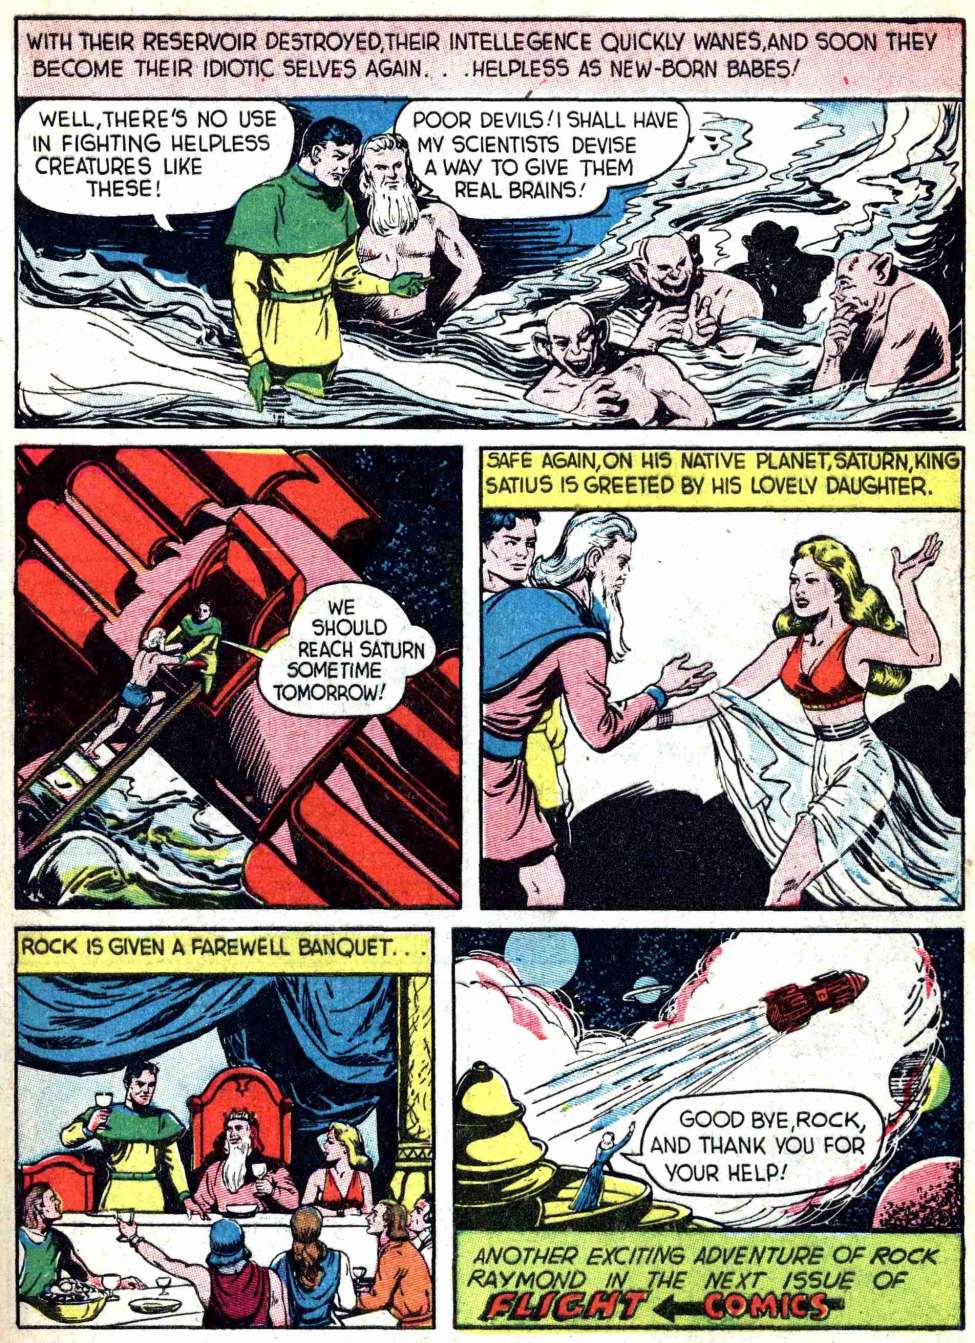 WITH THEIR RESERVOIR DESTROYED, THEIR INTELLEGENCE QUICKLY WANES, AND SOON THEY
BECOME THEIR IDIOTIC SELVES AGAIN. . . .HELPLESS AS NEW-BORN BABES!
WELL, THERE'S NO USE
IN FIGHTING HELPLESS
CREATURES LIKE
THESE!
POOR DEVILS! I SHALL HAVE
MY SCIENTISTS DEVISE
A WAY TO GIVE THEM
REAL BRAINS!
WE
SHOULD
REACH SATURN
SOMETIME
TOMORROW!
SAFE AGAIN, ON HIS NATIVE PLANET, SATURN, KING
SATIUS IS GREETED BY HIS LOVELY DAUGHTER.
ROCK IS GIVEN A FAREWELL BANQUET. . .
GOOD BYE, ROCK,
AND THANK YOU FOR
YOUR HELP!
ANOTHER EXCITING ADVENTURE OF ROCK
RAYMOND IN THE NEXT ISSUE OF
FLIGHT COMICS